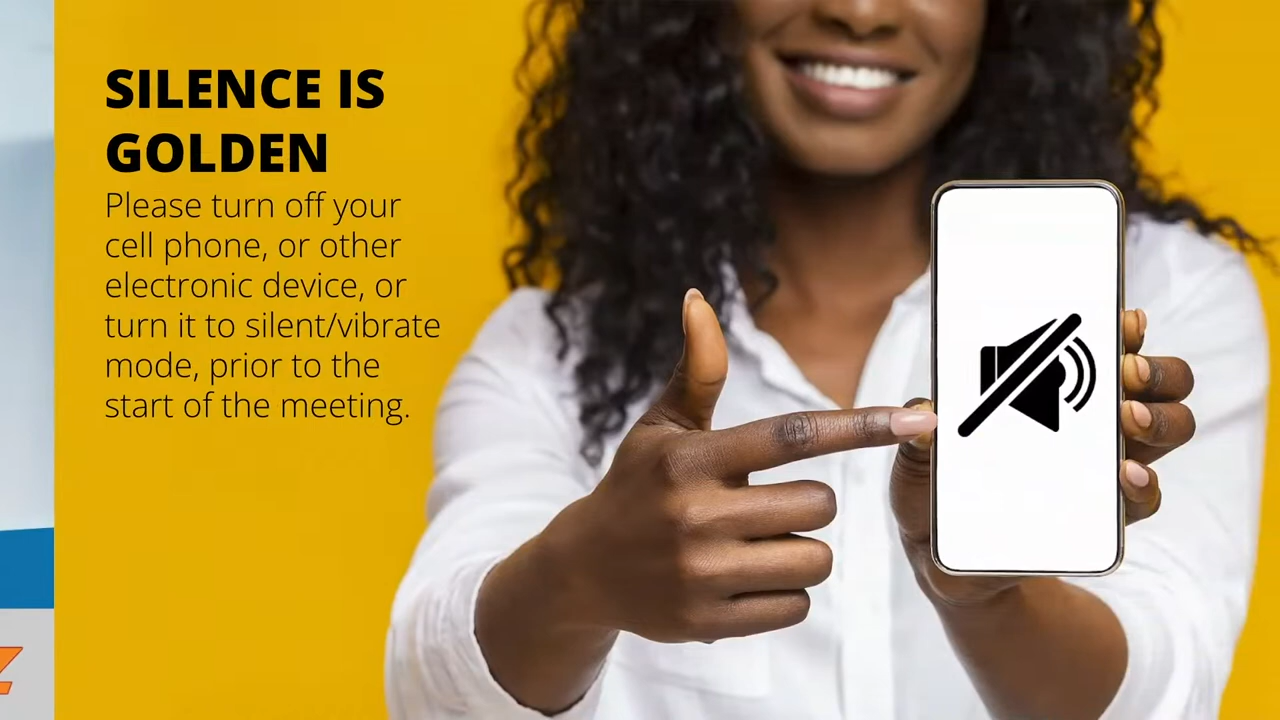 SILENCE IS
GOLDEN
Please turn off your
cell phone, or other
electronic device, or
turn it to silent/vibrate
mode, prior to the
start of the meeting.